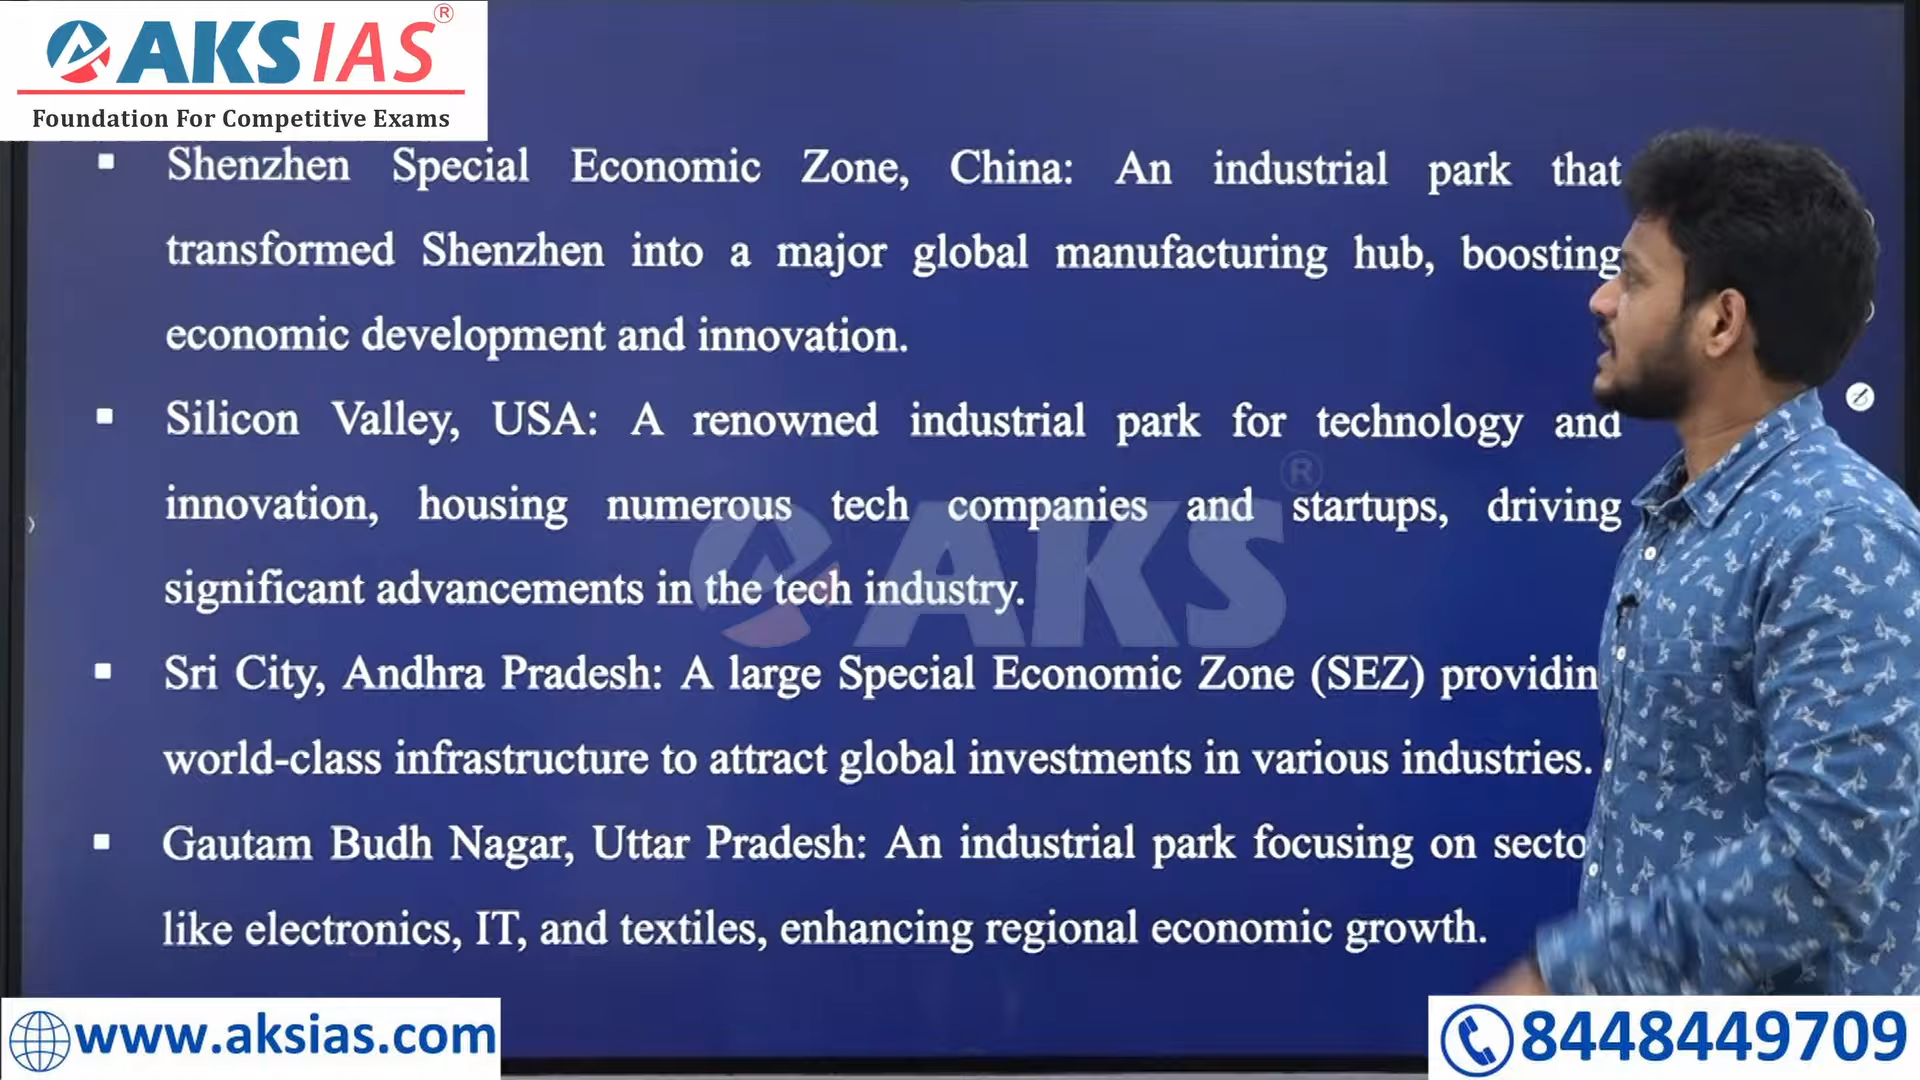 AKS IAS ®
Foundation For Competitive Exams
▪ Shenzhen Special Economic Zone, China: An industrial park that
transformed Shenzhen into a major global manufacturing hub, boosting
economic development and innovation.
▪ Silicon Valley, USA: A renowned industrial park for technology and
innovation, housing numerous tech companies and startups, driving
significant advancements in the tech industry.
AKS ®
▪ Sri City, Andhra Pradesh: A large Special Economic Zone (SEZ) providin
world-class infrastructure to attract global investments in various industries.
▪ Gautam Budh Nagar, Uttar Pradesh: An industrial park focusing on secto
like electronics, IT, and textiles, enhancing regional economic growth.
www.aksias.com
8448449709